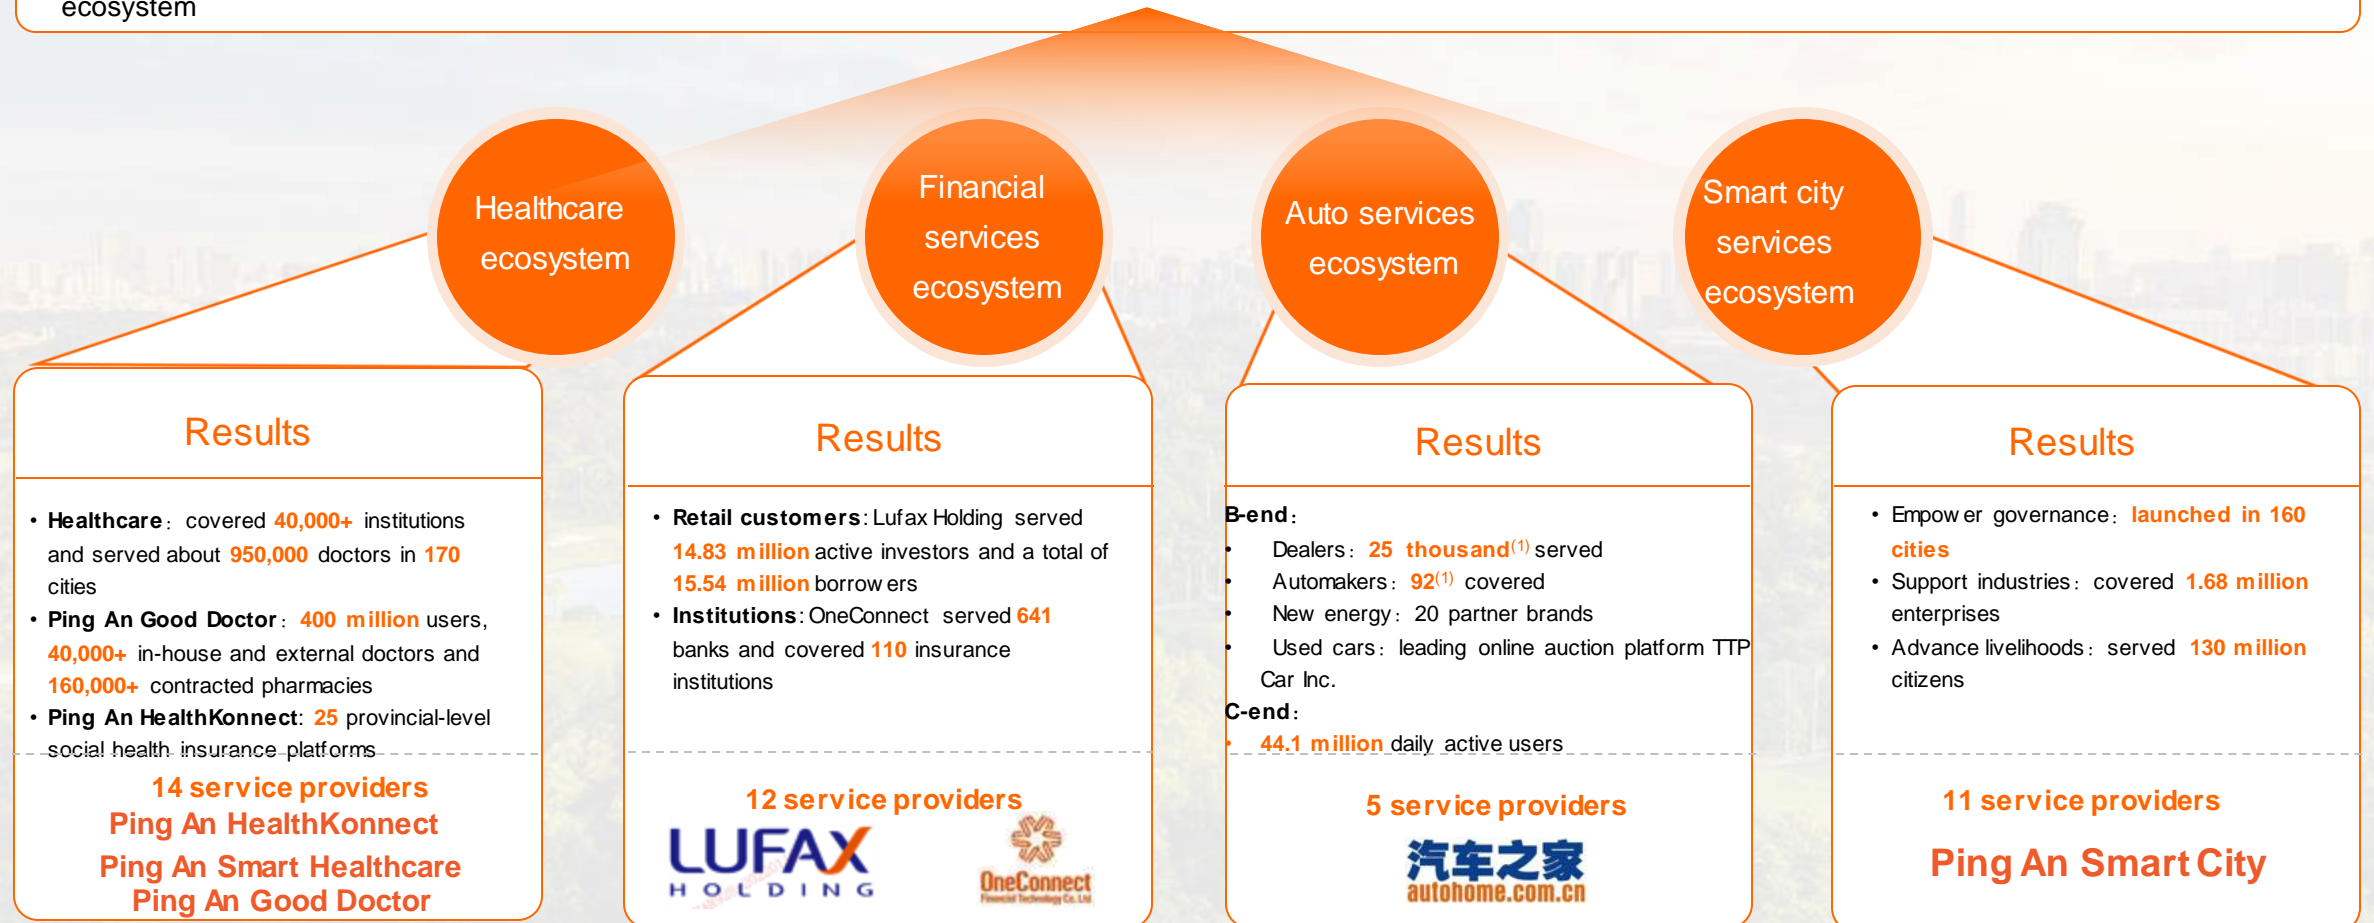 ecosystem
Healthcare
ecosystem
Financial
services
ecosystem
Auto services
ecosystem
Smart city
services
ecosystem
Results
• Healthcare：covered 40,000+ institutions
and served about 950,000 doctors in 170
cities
• Ping An Good Doctor：400 million users,
40,000+ in-house and external doctors and
160,000+ contracted pharmacies
• Ping An HealthKonnect: 25 provincial-level
social health insurance platforms
14 service providers
Ping An HealthKonnect
Ping An Smart Healthcare
Ping An Good Doctor
Results
• Retail customers: Lufax Holding served
14.83 million active investors and a total of
15.54 million borrowers
• Institutions: OneConnect served 641
banks and covered 110 insurance
institutions
12 service providers
LUFAX
HOLDING
OneConnect
Financial Technology Co. Ltd
Results
B-end：
• Dealers：25 thousand(1) served
• Automakers：92(1) covered
• New energy：20 partner brands
• Used cars：leading online auction platform TTP
Car Inc.
C-end：
• 44.1 million daily active users
5 service providers
汽车之家
autohome.com.cn
Results
• Empower governance：launched in 160
cities
• Support industries：covered 1.68 million
enterprises
• Advance livelihoods：served 130 million
citizens
11 service providers
Ping An Smart City